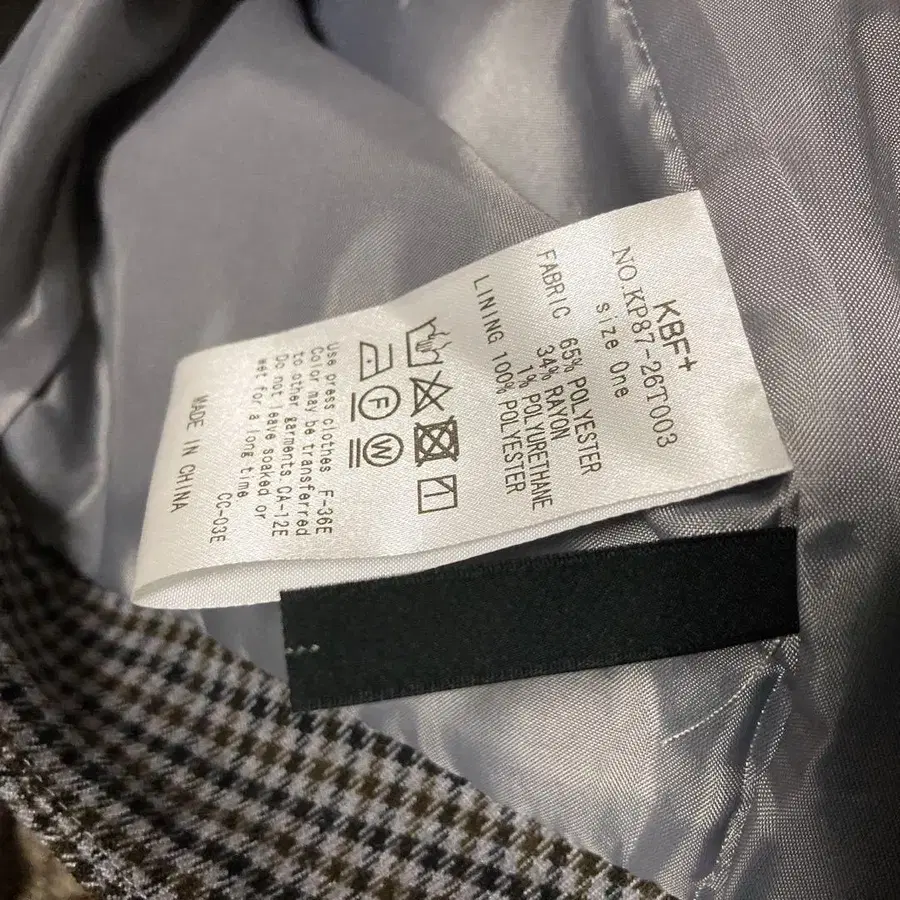 KBF+
NO.KP87-26T003
size One
FABRIC 65% POLYESTER
34% RAYON
1% POLYURETHANE
LINING 100% POLYESTER
F
W
Use press clothes F-36E
Color may be transferred
to other garments.CA-12E
Do not leave soaked or
wet for a long time
CC-03E
MADE IN CHINA